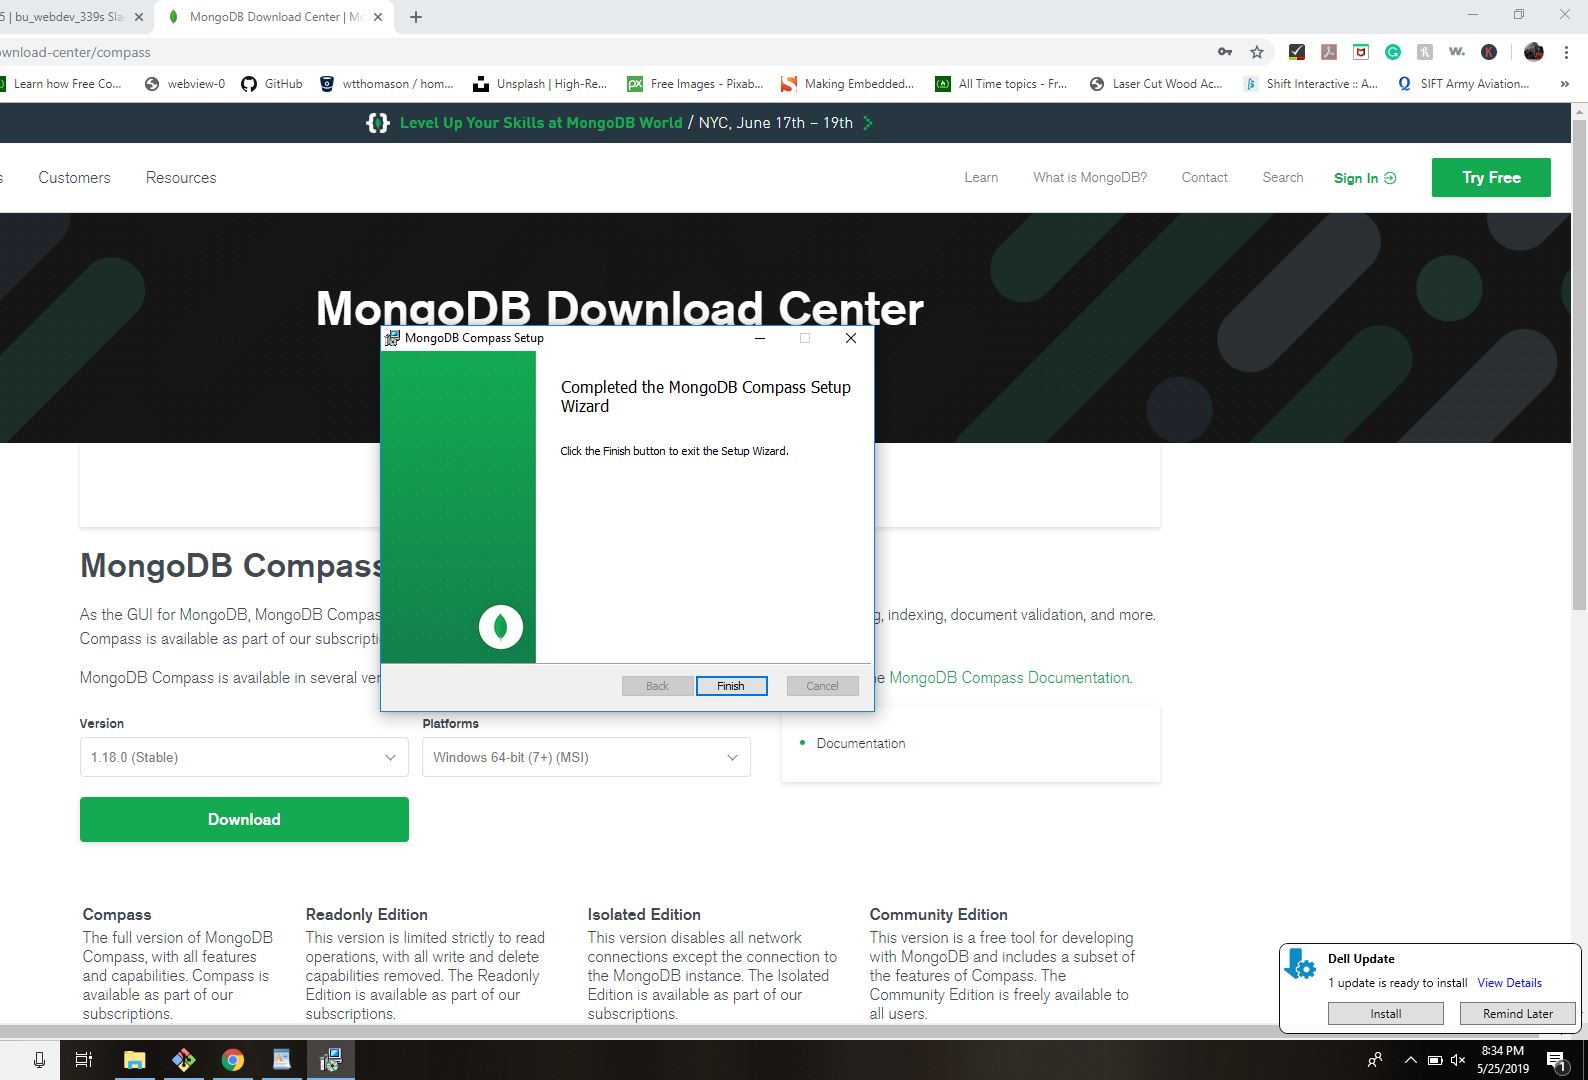 5 | bu_webdev_339s Sla
MongoDB Download Center | Mo
ownload-center/compass
Learn how Free Co...
webview-0
GitHub
wtthomason / hom...
Unsplash | High-Re...
Free Images - Pixab...
Making Embedded...
All Time topics - Fr...
Laser Cut Wood Ac...
Shift Interactive :: A...
SIFT Army Aviation...
»
Level Up Your Skills at MongoDB World / NYC, June 17th – 19th
s Customers Resources
Learn What is MongoDB? Contact Search Sign In Try Free
MongoDB Download Center
MongoDB Compass Setup
Completed the MongoDB Compass Setup
Wizard
Click the Finish button to exit the Setup Wizard.
Back Finish Cancel
MongoDB Compass
As the GUI for MongoDB, MongoDB Compas g, indexing, document validation, and more.
Compass is available as part of our subscripti
MongoDB Compass is available in several ver e MongoDB Compass Documentation.
Version
1.18.0 (Stable)
Platforms
Windows 64-bit (7+) (MSI)
Documentation
Download
Compass
The full version of MongoDB
Compass, with all features
and capabilities. Compass is
available as part of our
subscriptions.
Readonly Edition
This version is limited strictly to read
operations, with all write and delete
capabilities removed. The Readonly
Edition is available as part of our
subscriptions.
Isolated Edition
This version disables all network
connections except the connection to
the MongoDB instance. The Isolated
Edition is available as part of our
subscriptions.
Community Edition
This version is a free tool for developing
with MongoDB and includes a subset of
the features of Compass. The
Community Edition is freely available to
all users.
Dell Update
1 update is ready to install View Details
Install Remind Later
8:34 PM
5/25/2019
1